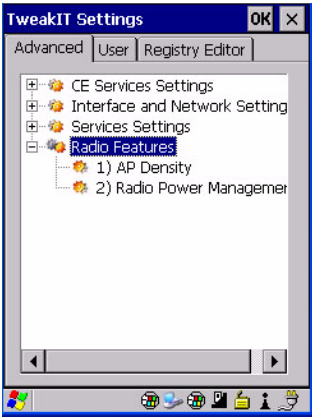 TweakIT Settings OK ×
Advanced User Registry Editor
CE Services Settings
Interface and Network Setting
Services Settings
Radio Features
1) AP Density
2) Radio Power Managemer